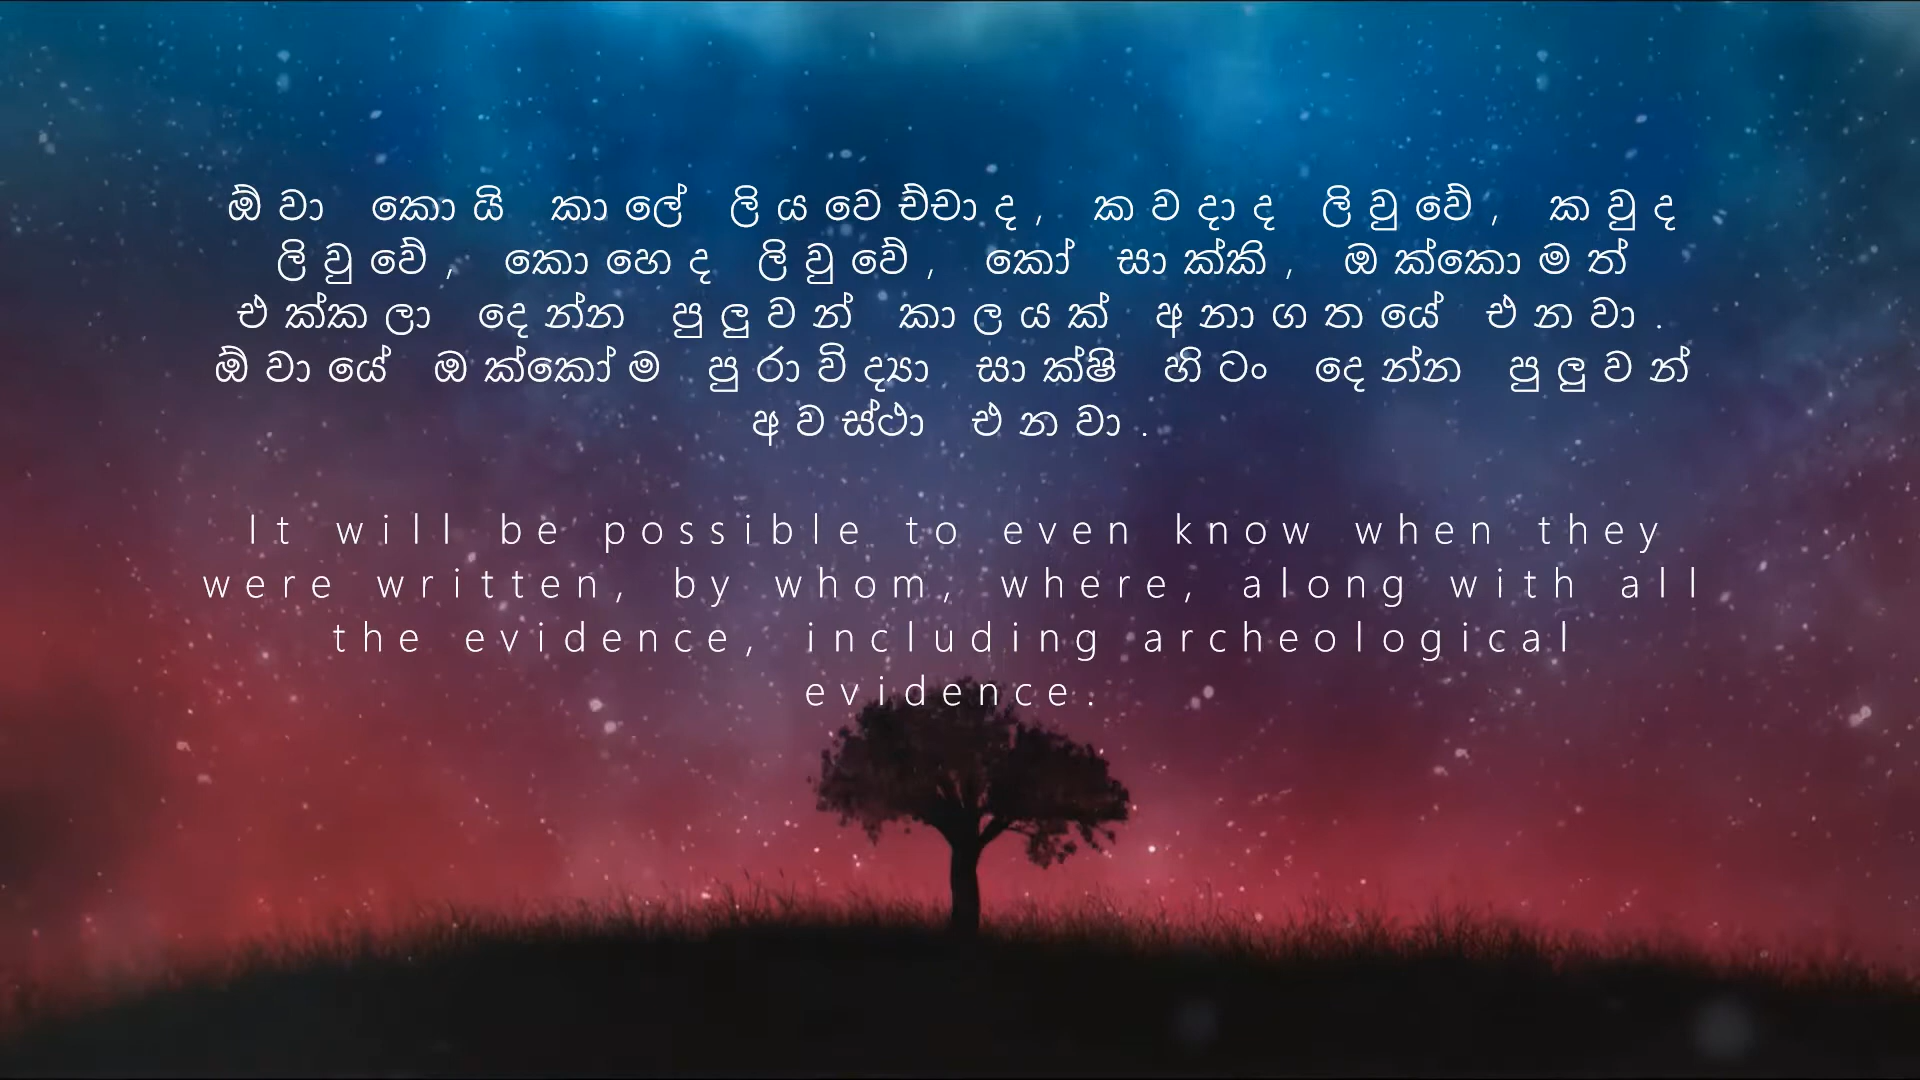 ඕවා කොයි කාලේ ලියවෙච්චාද, කවදාද ලිවුවේ, කවුද
ලිවුවේ, කොහෙද ලිවුවේ, කෝ සාක්කි, ඔක්කොමත්
එක්කලා දෙන්න පුලුවන් කාලයක් අනාගතයේ එනවා.
ඕවායේ ඔක්කෝම පුරාවිද්‍යා සාක්ෂි හිටං දෙන්න පුලුවන්
අවස්ථා එනවා.
It will be possible to even know when they
were written, by whom, where, along with all
the evidence, including archeological
evidence.